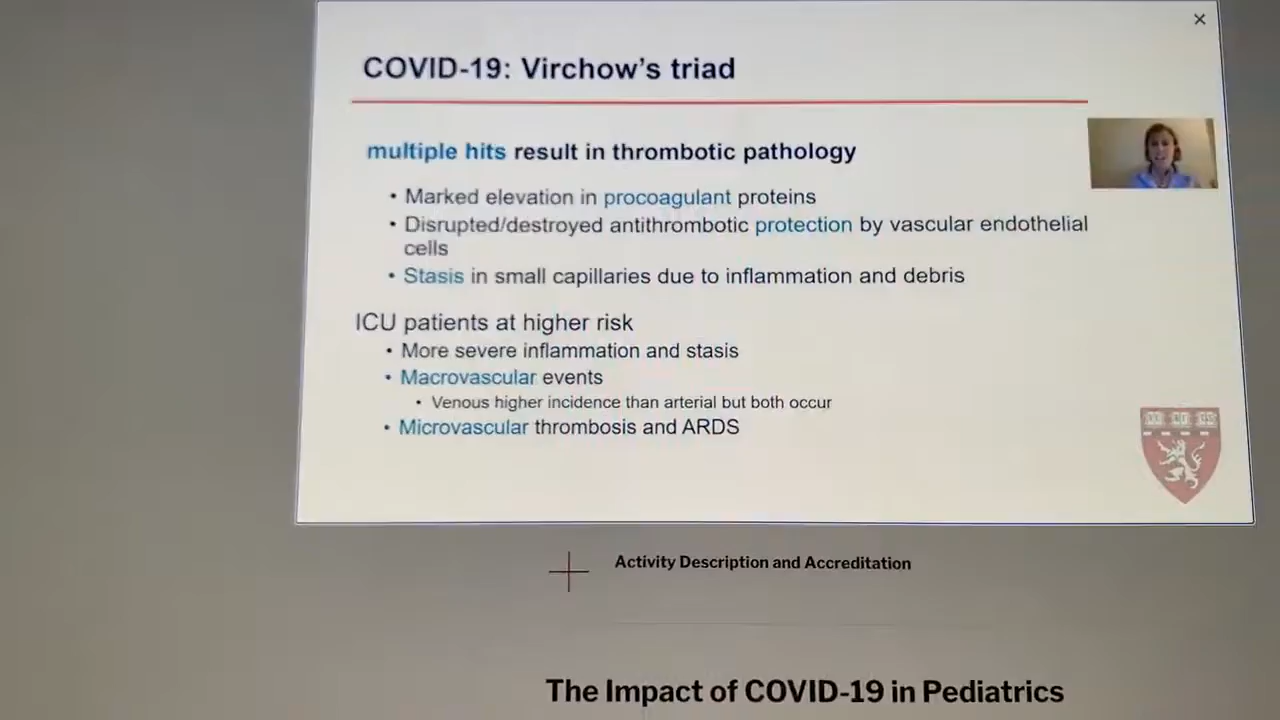 COVID-19: Virchow's triad
multiple hits result in thrombotic pathology
• Marked elevation in procoagulant proteins
• Disrupted/destroyed antithrombotic protection by vascular endothelial
cells
• Stasis in small capillaries due to inflammation and debris
ICU patients at higher risk
• More severe inflammation and stasis
• Macrovascular events
• Venous higher incidence than arterial but both occur
• Microvascular thrombosis and ARDS
Activity Description and Accreditation
The Impact of COVID-19 in Pediatrics